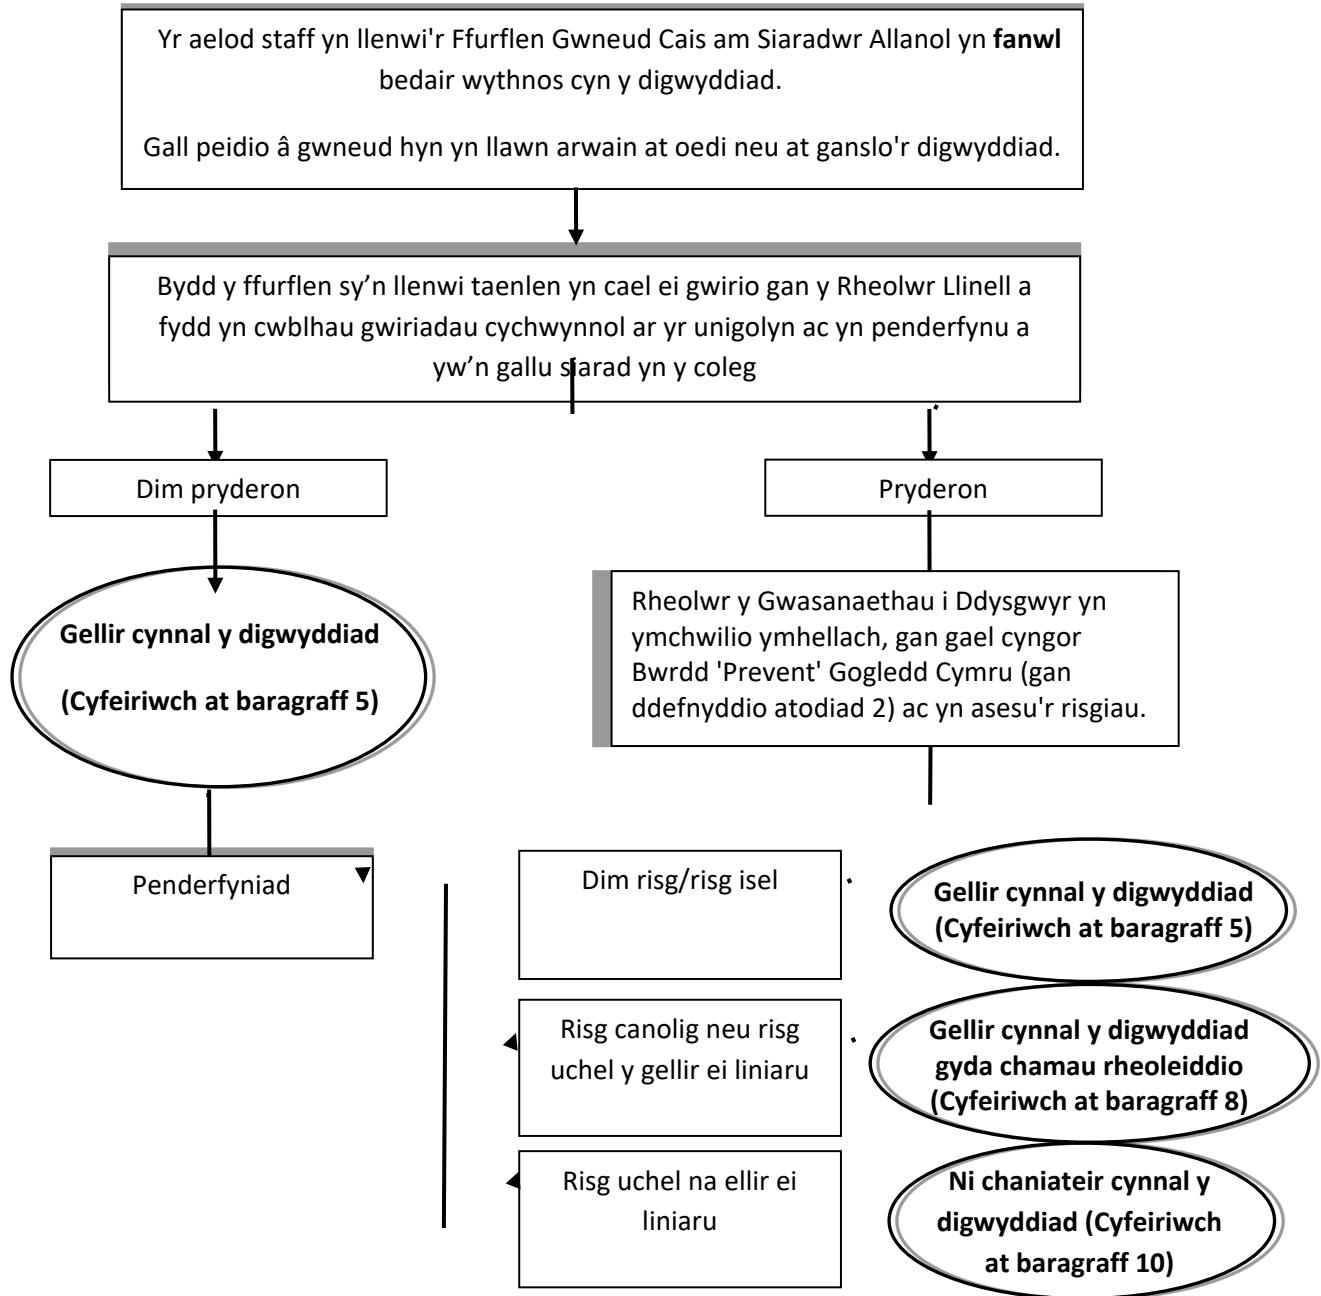 Yr aelod staff yn llenwi'r Ffurflen Gwneud Cais am Siaradwr Allanol yn fanwl
bedair wythnos cyn y digwyddiad.
Gall peidio â gwneud hyn yn llawn arwain at oedi neu at ganslo'r digwyddiad.
Bydd y ffurflen sy’n llenwi taenlen yn cael ei gwirio gan y Rheolwr Llinell a
fydd yn cwblhau gwiriadau cychwynnol ar yr unigolyn ac yn penderfynu a
yw’n gallu siarad yn y coleg
Dim pryderon
Pryderon
Gellir cynnal y digwyddiad
(Cyfeiriwch at baragraff 5)
Rheolwr y Gwasanaethau i Ddysgwyr yn
ymchwilio ymhellach, gan gael cyngor
Bwrdd 'Prevent' Gogledd Cymru (gan
ddefnyddio atodiad 2) ac yn asesu'r risgiau.
Penderfyniad
Dim risg/risg isel
Gellir cynnal y digwyddiad
(Cyfeiriwch at baragraff 5)
Risg canolig neu risg
uchel y gellir ei liniaru
Gellir cynnal y digwyddiad
gyda chamau rheoleiddio
(Cyfeiriwch at baragraff 8)
Risg uchel na ellir ei
liniaru
Ni chaniateir cynnal y
digwyddiad (Cyfeiriwch
at baragraff 10)